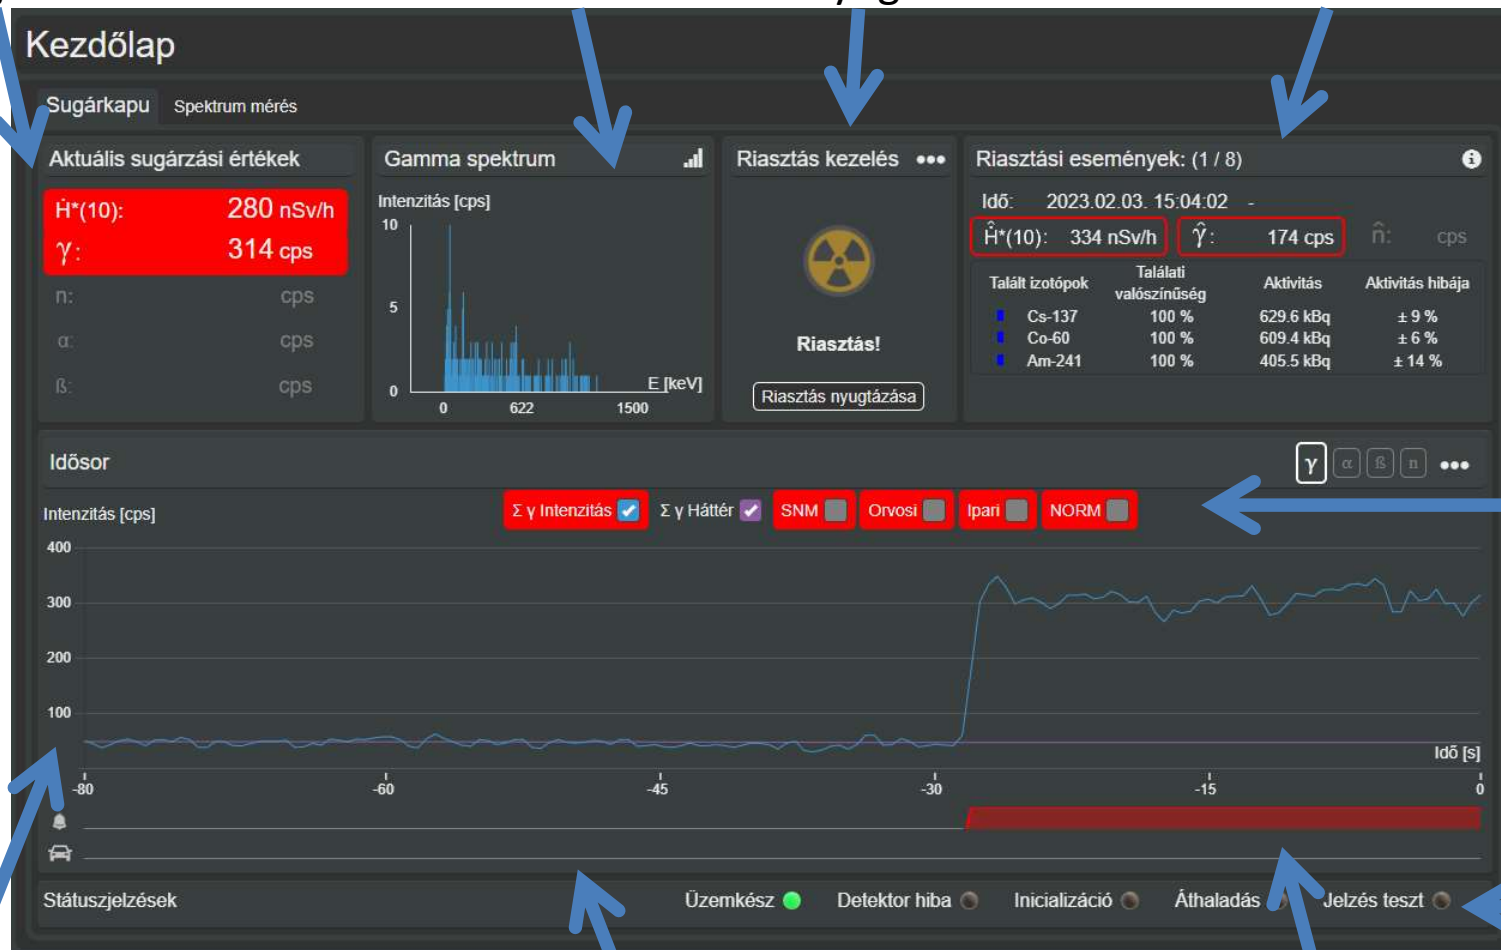 Kezdőlap
Sugárkapu Spektrum mérés
Aktuális sugárzási értékek
Ḣ*(10): 280 nSv/h
γ: 314 cps
n: cps
α: cps
ß: cps
Gamma spektrum
Intenzitás [cps]
10
5
0
E [keV]
0 622 1500
Riasztás kezelés •••
Riasztás!
Riasztás nyugtázása
Riasztási események: (1 / 8)
Idő: 2023.02.03. 15:04:02 -
Ĥ*(10): 334 nSv/h γ̂: 174 cps n̂: cps
Talált izotópok Találati valószínűség Aktivitás Aktivitás hibája
Cs-137 100 % 629.6 kBq ± 9 %
Co-60 100 % 609.4 kBq ± 6 %
Am-241 100 % 405.5 kBq ± 14 %
Idősor γ α ß n •••
Intenzitás [cps] Σ γ Intenzitás Σ γ Háttér SNM Orvosi Ipari NORM
400
300
200
100
Idő [s]
-80 -60 -45 -30 -15 0
Státuszjelzések Üzemkész Detektor hiba Inicializáció Áthaladás Jelzés teszt